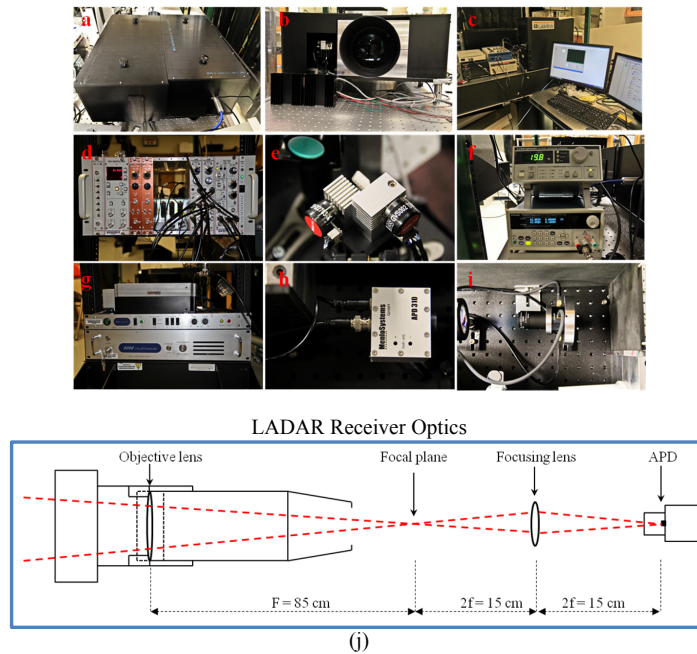 a
b
c
d
e
f
19.8
g
h
MenloSystems
APD 310
i
LADAR Receiver Optics
Objective lens
Focal plane
Focusing lens
APD
F = 85 cm
2f = 15 cm
2f = 15 cm
(j)